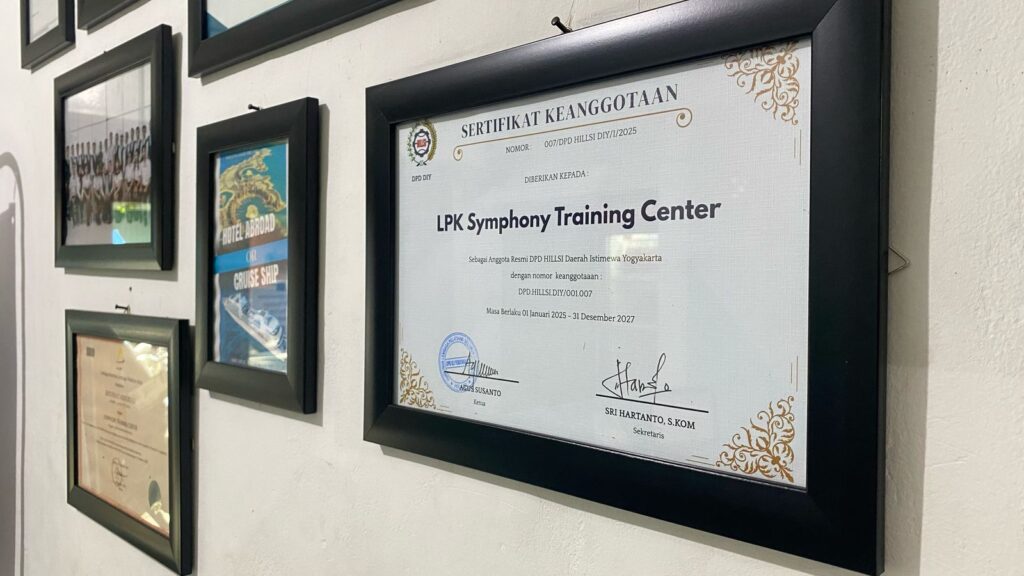 SERTIFIKAT KEANGGOTAAN
NOMOR : 007/DPD HILLSI DIY/I/2025
DPD DIY
DIBERIKAN KEPADA :
LPK Symphony Training Center
Sebagai Anggota Resmi DPD HILLSI Daerah Istimewa Yogyakarta
dengan nomor keanggotaaan :
DPD.HILLSI.DIY/001.007
Masa Berlaku 01 Januari 2025 - 31 Desember 2027
AGUS SUSANTO
Ketua
SRI HARTANTO, S.KOM
Sekretaris
HOTEL ABROAD
CRUISE SHIP